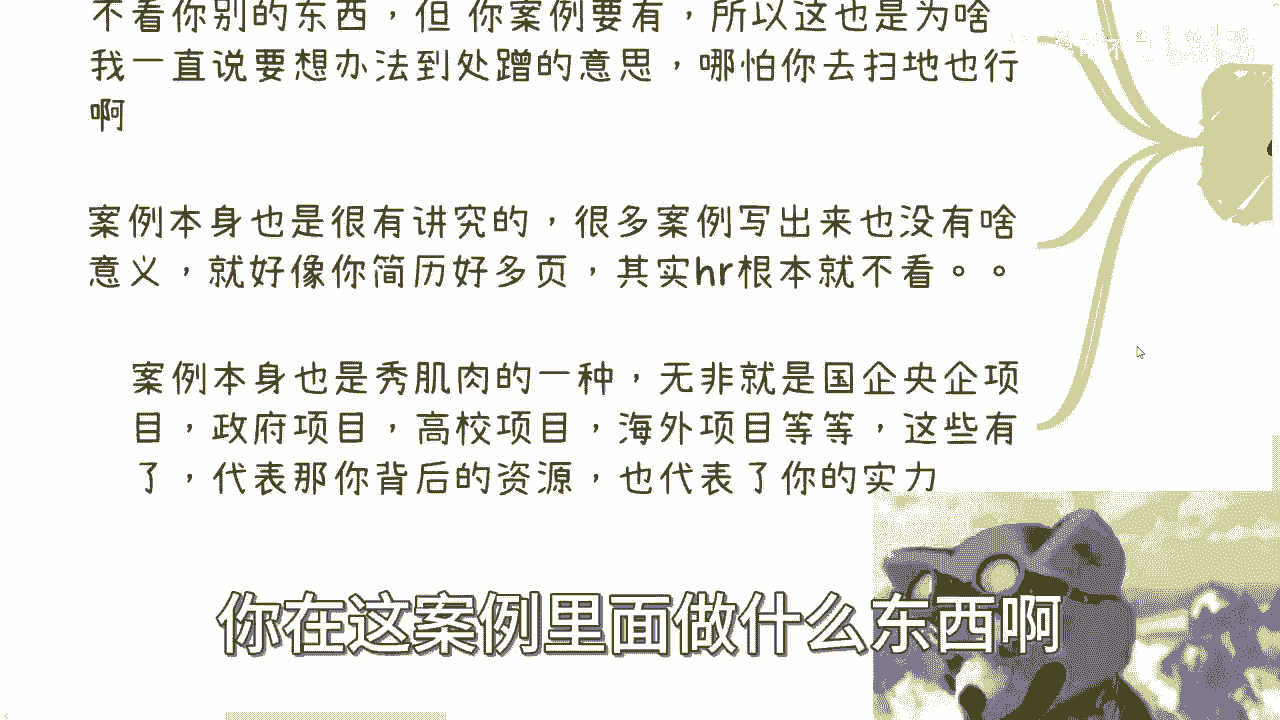 不看你别的东西，但 你案例要有，所以这也是为啥
我一直说要想办法到处蹭的意思，哪怕你去扫地也行
啊
案例本身也是很有讲究的，很多案例写出来也没有啥
意义，就好像你简历好多页，其实hr根本就不看。。
案例本身也是秀肌肉的一种，无非就是国企央企项
目，政府项目，高校项目，海外项目等等，这些有
了，代表那你背后的资源，也代表了你的实力
你在这案例里面做什么东西啊